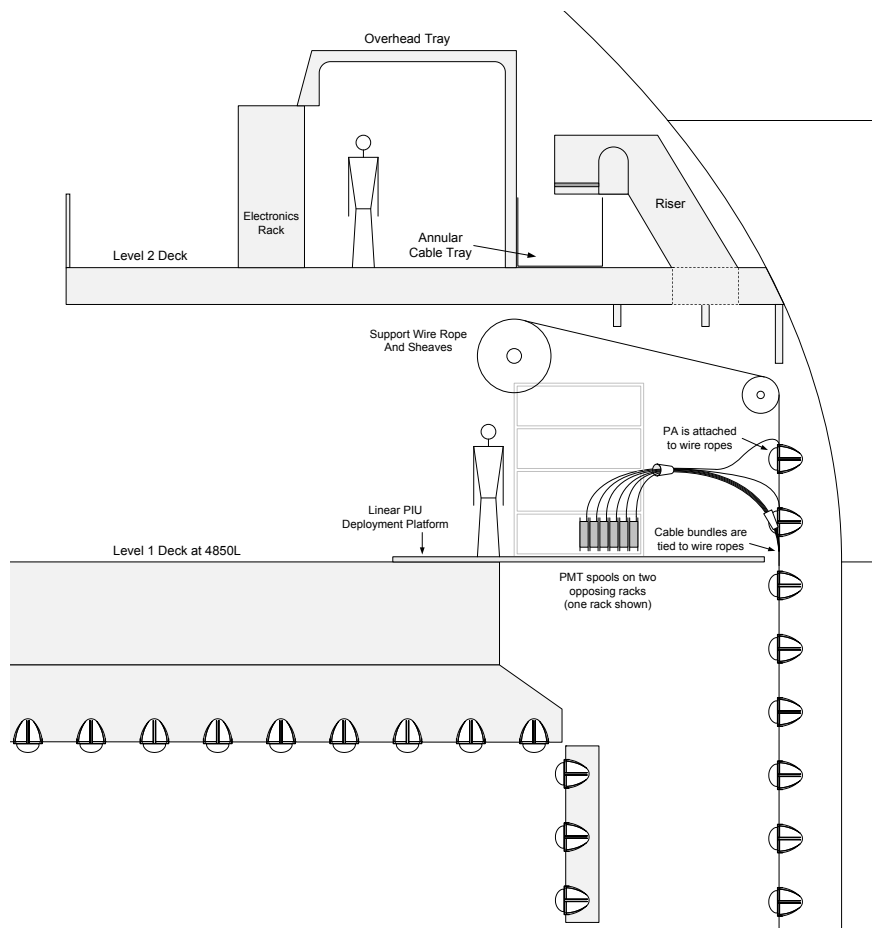 Overhead Tray
Electronics
Rack
Riser
Annular
Cable Tray
Level 2 Deck
Support Wire Rope
And Sheaves
PA is attached
to wire ropes
Linear PIU
Deployment Platform
Cable bundles are
tied to wire ropes
Level 1 Deck at 4850L
PMT spools on two
opposing racks
(one rack shown)